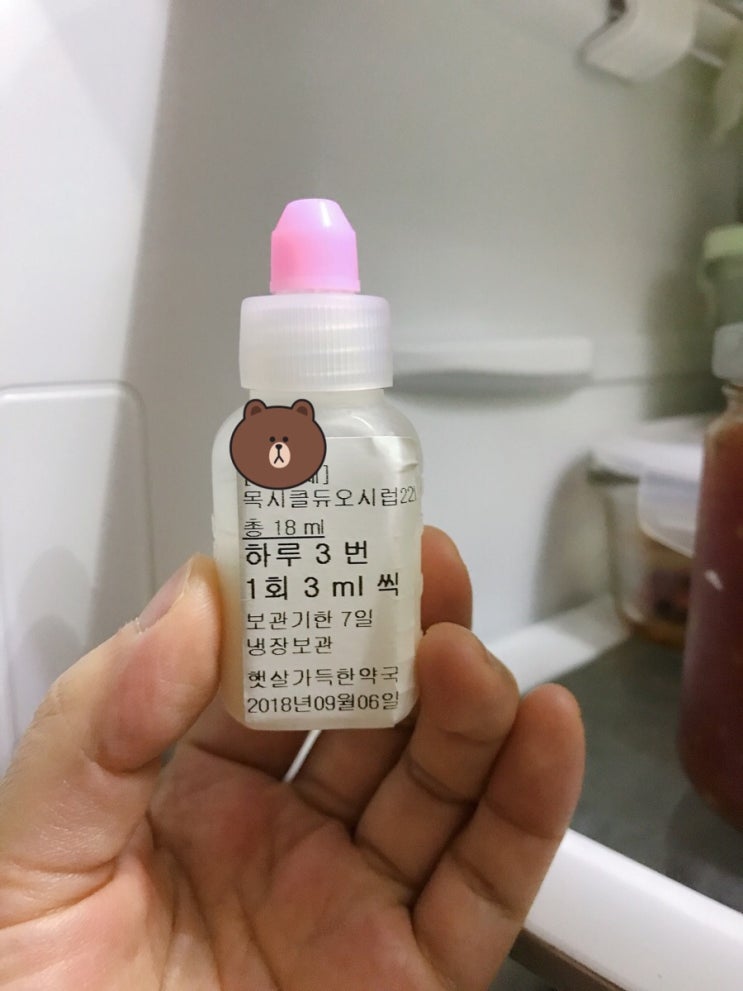 목시클듀오시럽22
총 18 ml
하루 3 번
1회 3 ml 씩
보관기한 7일
냉장보관
햇살가득한약국
2018년09월06일